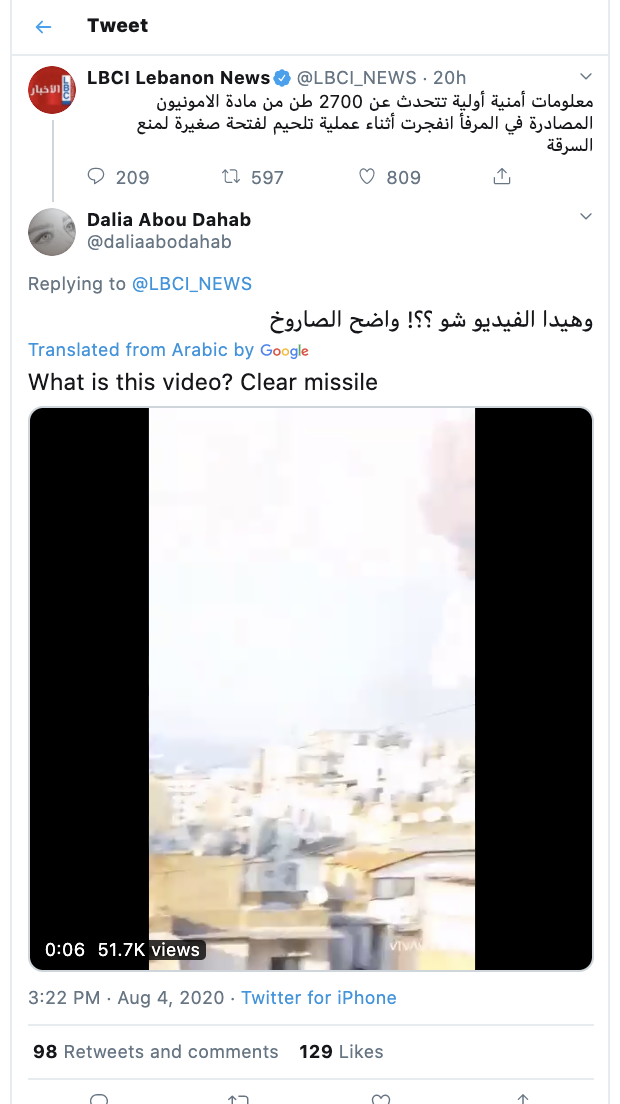 Tweet
LBCI Lebanon News @LBCI_NEWS · 20h
معلومات أمنية أولية تتحدث عن 2700 طن من مادة الامونيون
المصادرة في المرفأ انفجرت أثناء عملية تلحيم لفتحة صغيرة لمنع
السرقة
209 597 809
Dalia Abou Dahab
@daliaabodahab
Replying to @LBCI_NEWS
وهيدا الفيديو شو ؟؟! واضح الصاروخ
Translated from Arabic by Google
What is this video? Clear missile
0:06 51.7K views
3:22 PM · Aug 4, 2020 · Twitter for iPhone
98 Retweets and comments 129 Likes